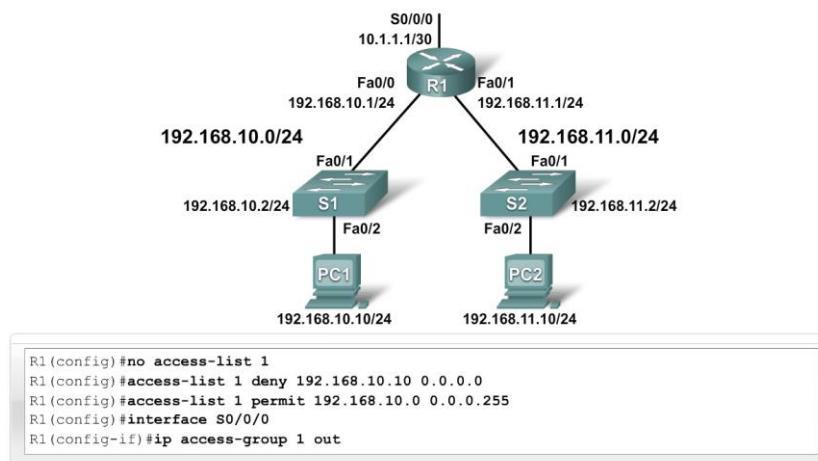 S0/0/0
10.1.1.1/30
Fa0/0
R1
Fa0/1
192.168.10.1/24
192.168.11.1/24
192.168.10.0/24
192.168.11.0/24
Fa0/1
Fa0/1
192.168.10.2/24
S1
S2
192.168.11.2/24
Fa0/2
Fa0/2
PC1
PC2
192.168.10.10/24
192.168.11.10/24
R1(config)#no access-list 1
R1(config)#access-list 1 deny 192.168.10.10 0.0.0.0
R1(config)#access-list 1 permit 192.168.10.0 0.0.0.255
R1(config)#interface S0/0/0
R1(config-if)#ip access-group 1 out